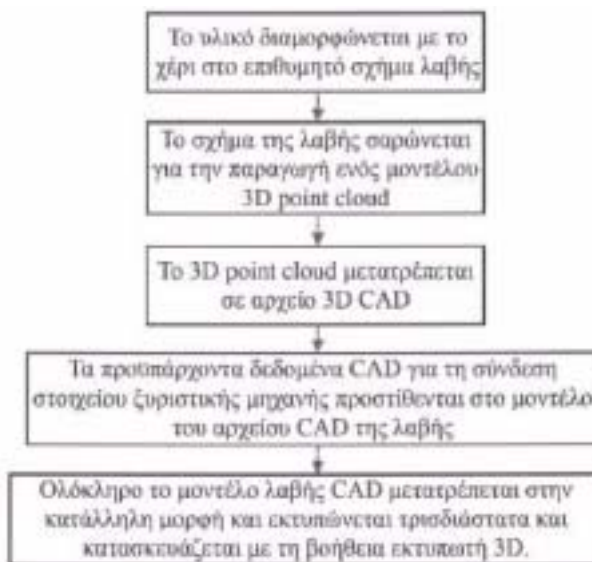 Το υλικό διαμορφώνεται με το
χέρι στο επιθυμητό σχήμα λαβής
Το σχήμα της λαβής σαρώνεται
για την παραγωγή ενός μοντέλου
3D point cloud
Το 3D point cloud μετατρέπεται
σε αρχείο 3D CAD
Τα προϋπάρχοντα δεδομένα CAD για τη σύνδεση
στοιχείου ξυριστικής μηχανής προστίθενται στο μοντέλο
του αρχείου CAD της λαβής
Ολόκληρο το μοντέλο λαβής CAD μετατρέπεται στην
κατάλληλη μορφή και εκτυπώνεται τρισδιάστατα και
κατασκευάζεται με τη βοήθεια εκτυπωτή 3D.